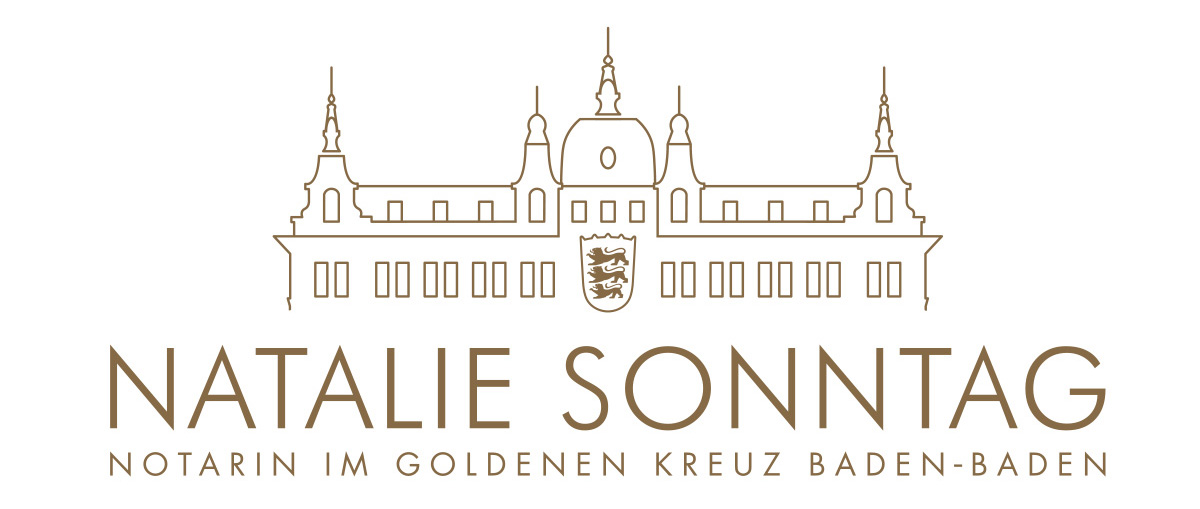 NATALIE SONNTAG
NOTARIN IM GOLDENEN KREUZ BADEN-BADEN